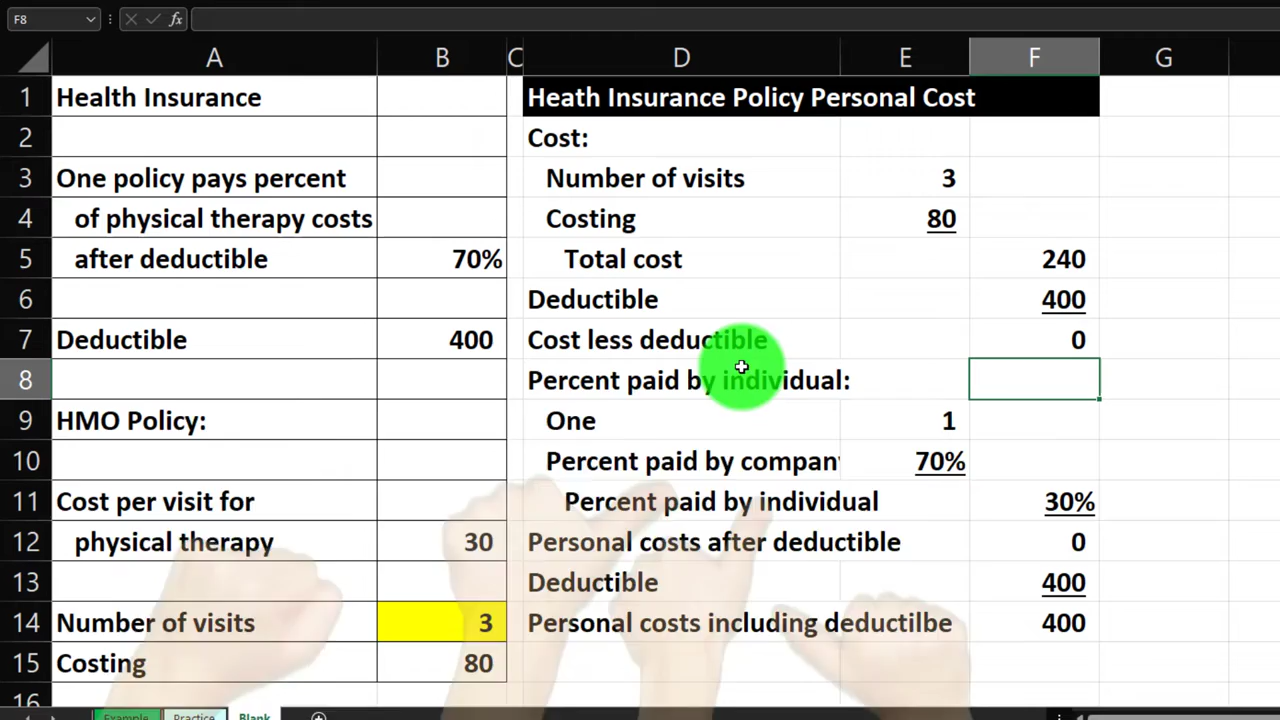 F8 fx
A B C D E F G
1 Health Insurance Heath Insurance Policy Personal Cost
2 Cost:
3 One policy pays percent Number of visits 3
4 of physical therapy costs Costing 80
5 after deductible 70% Total cost 240
6 Deductible 400
7 Deductible 400 Cost less deductible 0
8 Percent paid by individual:
9 HMO Policy: One 1
10 Percent paid by compan 70%
11 Cost per visit for Percent paid by individual 30%
12 physical therapy 30 Personal costs after deductible 0
13 Deductible 400
14 Number of visits 3 Personal costs including deductilbe 400
15 Costing 80
16
Example Practice Blank